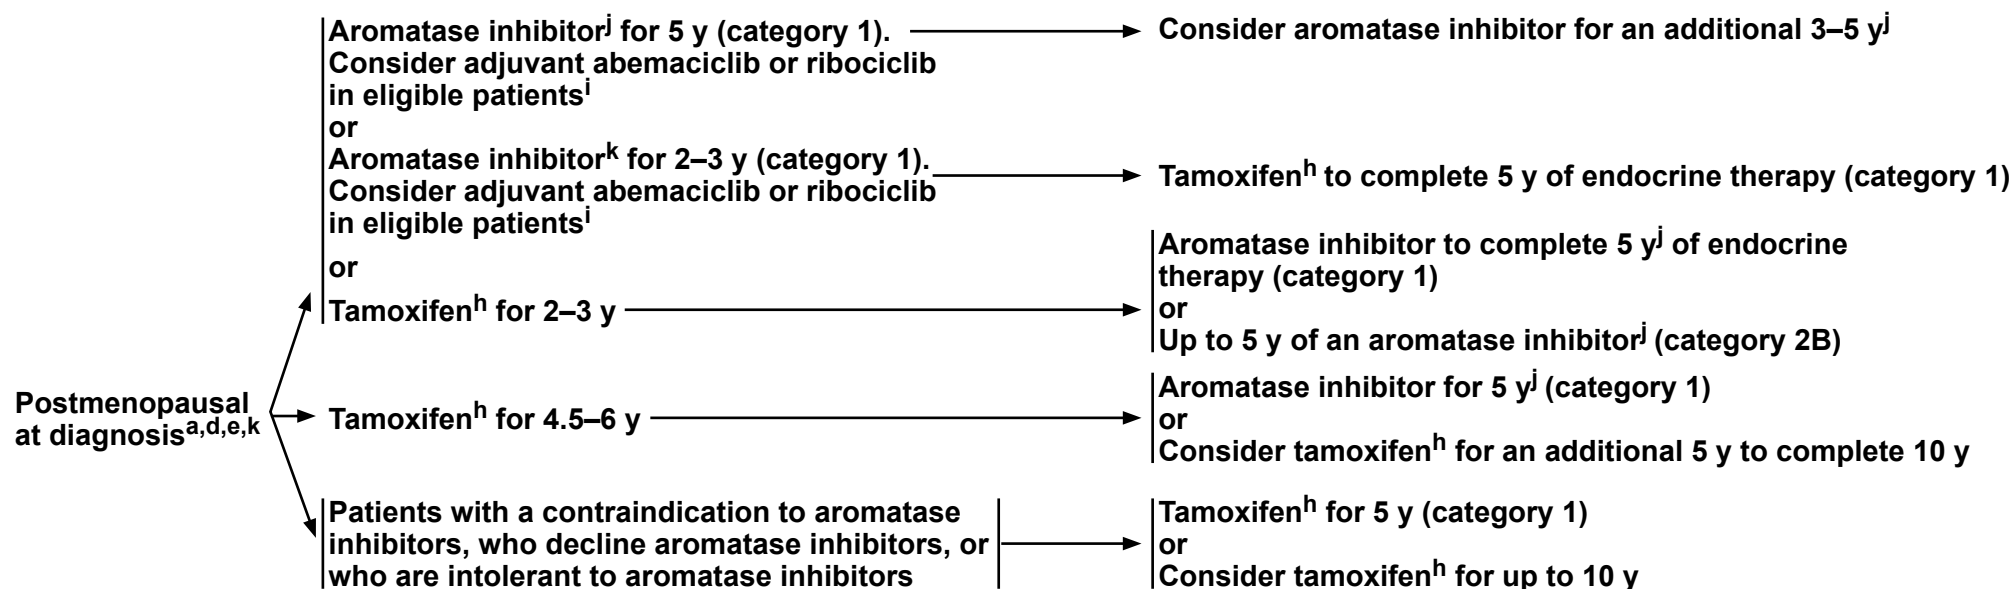 Aromatase inhibitorʲ for 5 y (category 1).
Consider adjuvant abemaciclib or ribociclib
in eligible patientsⁱ
Consider aromatase inhibitor for an additional 3–5 yʲ
or
Aromatase inhibitorᵏ for 2–3 y (category 1).
Consider adjuvant abemaciclib or ribociclib
in eligible patientsⁱ
Tamoxifenʰ to complete 5 y of endocrine therapy (category 1)
or
Tamoxifenʰ for 2–3 y
Aromatase inhibitor to complete 5 yʲ of endocrine
therapy (category 1)
or
Up to 5 y of an aromatase inhibitorʲ (category 2B)
Postmenopausal
at diagnosisᵃ,ᵈ,ᵉ,ᵏ
Tamoxifenʰ for 4.5–6 y
Aromatase inhibitor for 5 yʲ (category 1)
or
Consider tamoxifenʰ for an additional 5 y to complete 10 y
Patients with a contraindication to aromatase
inhibitors, who decline aromatase inhibitors, or
who are intolerant to aromatase inhibitors
Tamoxifenʰ for 5 y (category 1)
or
Consider tamoxifenʰ for up to 10 y